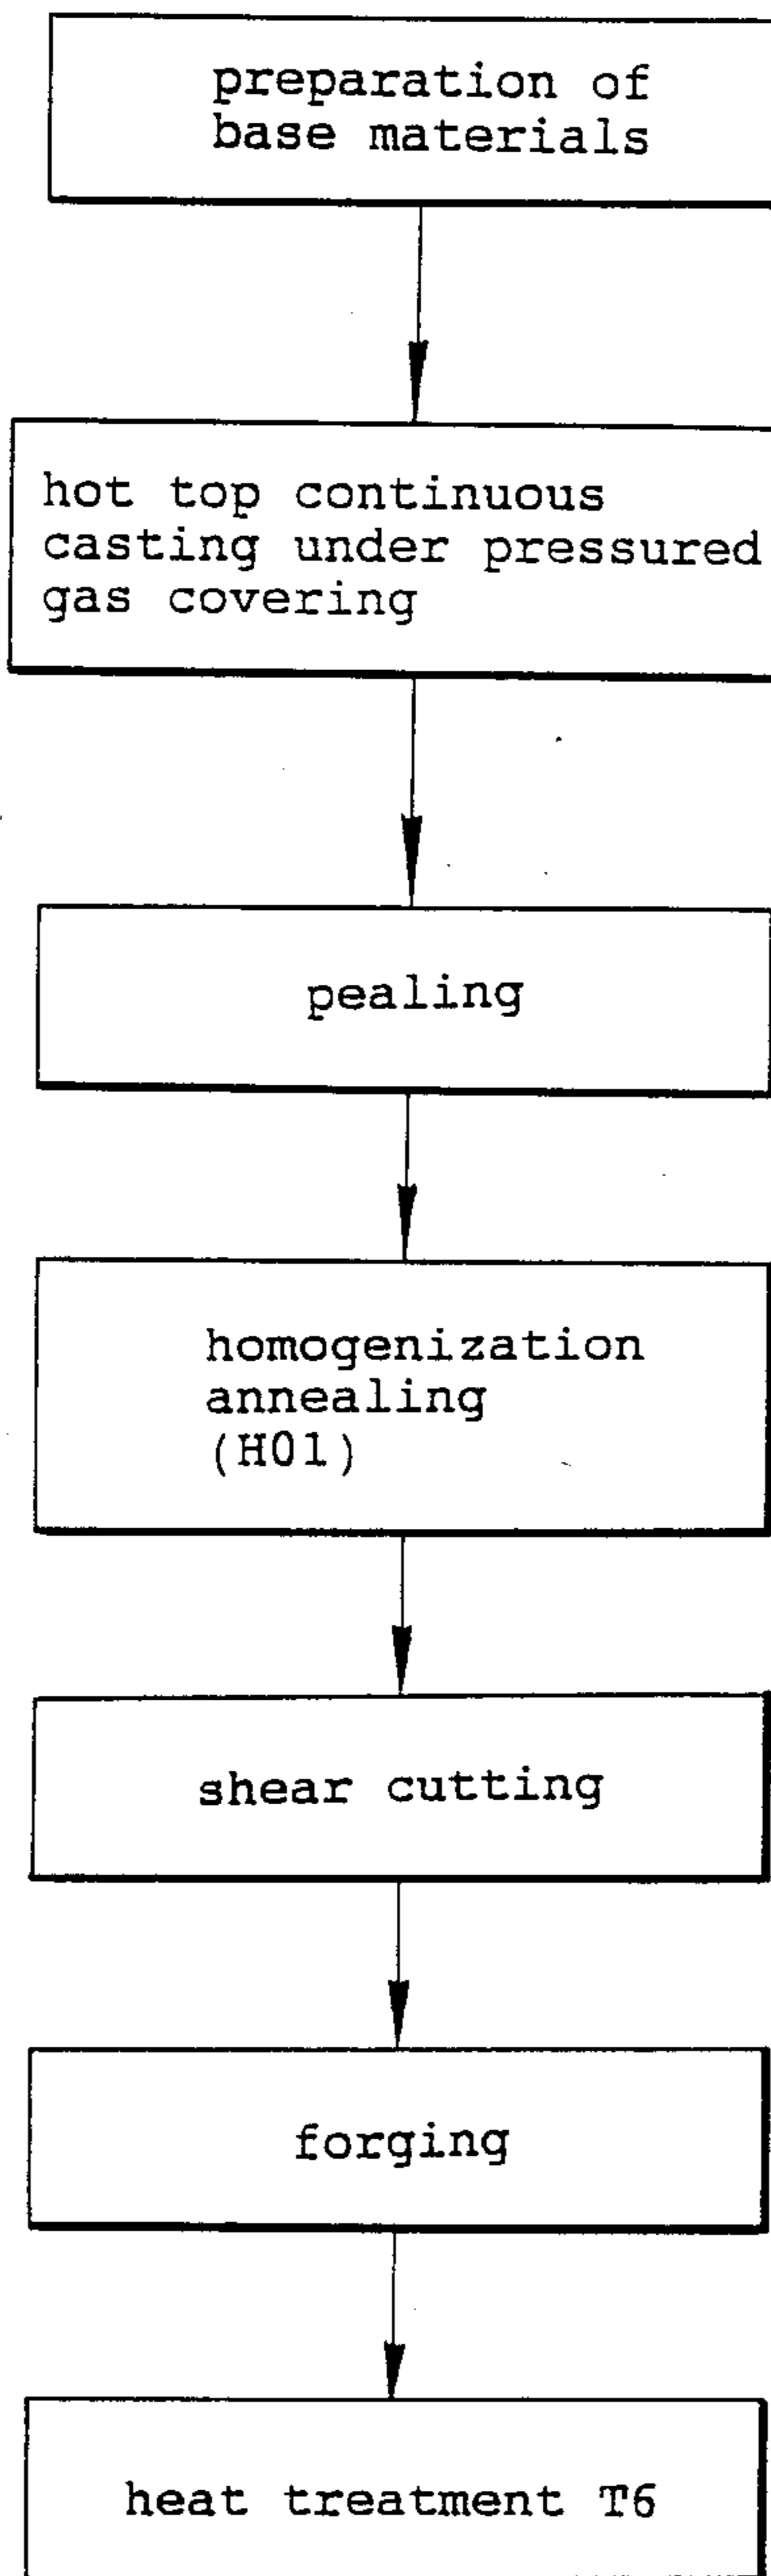 preparation of
base materials
hot top continuous
casting under pressured
gas covering
pealing
homogenization
annealing
(H01)
shear cutting
forging
heat treatment T6